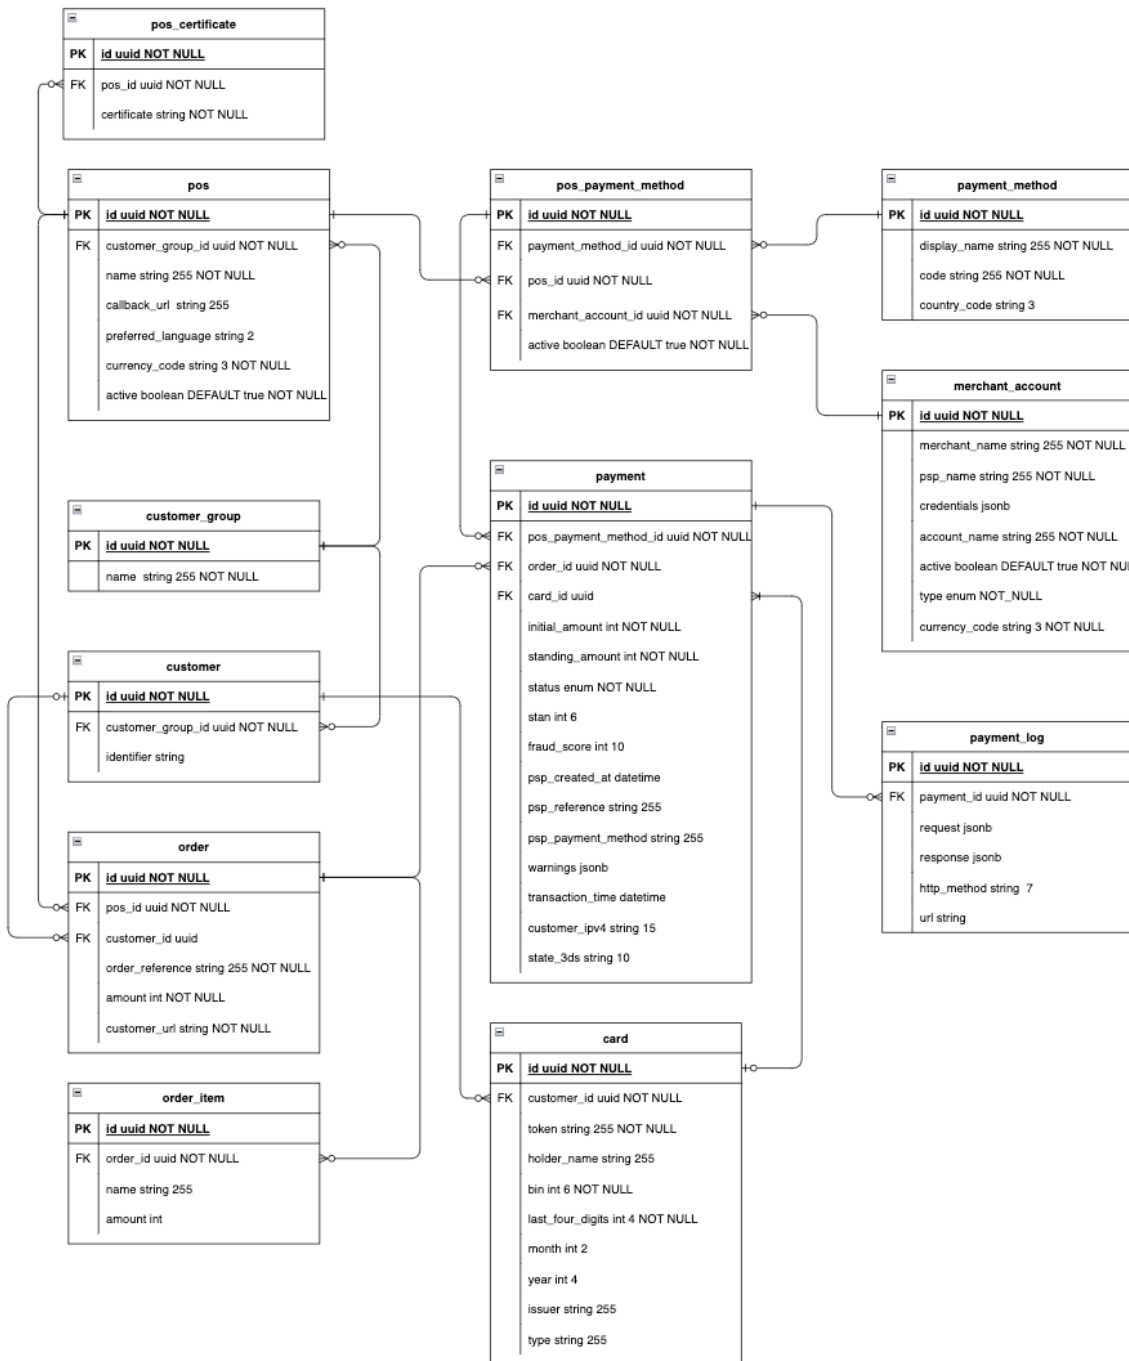 pos_certificate
PK id uuid NOT NULL
FK pos_id uuid NOT NULL
certificate string NOT NULL
pos
PK id uuid NOT NULL
FK customer_group_id uuid NOT NULL
name string 255 NOT NULL
callback_url string 255
preferred_language string 2
currency_code string 3 NOT NULL
active boolean DEFAULT true NOT NULL
customer_group
PK id uuid NOT NULL
name string 255 NOT NULL
customer
PK id uuid NOT NULL
FK customer_group_id uuid NOT NULL
identifier string
order
PK id uuid NOT NULL
FK pos_id uuid NOT NULL
FK customer_id uuid
order_reference string 255 NOT NULL
amount int NOT NULL
customer_url string NOT NULL
order_item
PK id uuid NOT NULL
FK order_id uuid NOT NULL
name string 255
amount int
pos_payment_method
PK id uuid NOT NULL
FK payment_method_id uuid NOT NULL
FK pos_id uuid NOT NULL
FK merchant_account_id uuid NOT NULL
active boolean DEFAULT true NOT NULL
payment
PK id uuid NOT NULL
FK pos_payment_method_id uuid NOT NULL
FK order_id uuid NOT NULL
FK card_id uuid
initial_amount int NOT NULL
standing_amount int NOT NULL
status enum NOT NULL
stan int 6
fraud_score int 10
psp_created_at datetime
psp_reference string 255
psp_payment_method string 255
warnings jsonb
transaction_time datetime
customer_ipv4 string 15
state_3ds string 10
card
PK id uuid NOT NULL
FK customer_id uuid NOT NULL
token string 255 NOT NULL
holder_name string 255
bin int 6 NOT NULL
last_four_digits int 4 NOT NULL
month int 2
year int 4
issuer string 255
type string 255
payment_method
PK id uuid NOT NULL
display_name string 255 NOT NULL
code string 255 NOT NULL
country_code string 3
merchant_account
PK id uuid NOT NULL
merchant_name string 255 NOT NULL
psp_name string 255 NOT NULL
credentials jsonb
account_name string 255 NOT NULL
active boolean DEFAULT true NOT NUL
type enum NOT_NULL
currency_code string 3 NOT NULL
payment_log
PK id uuid NOT NULL
FK payment_id uuid NOT NULL
request jsonb
response jsonb
http_method string 7
url string